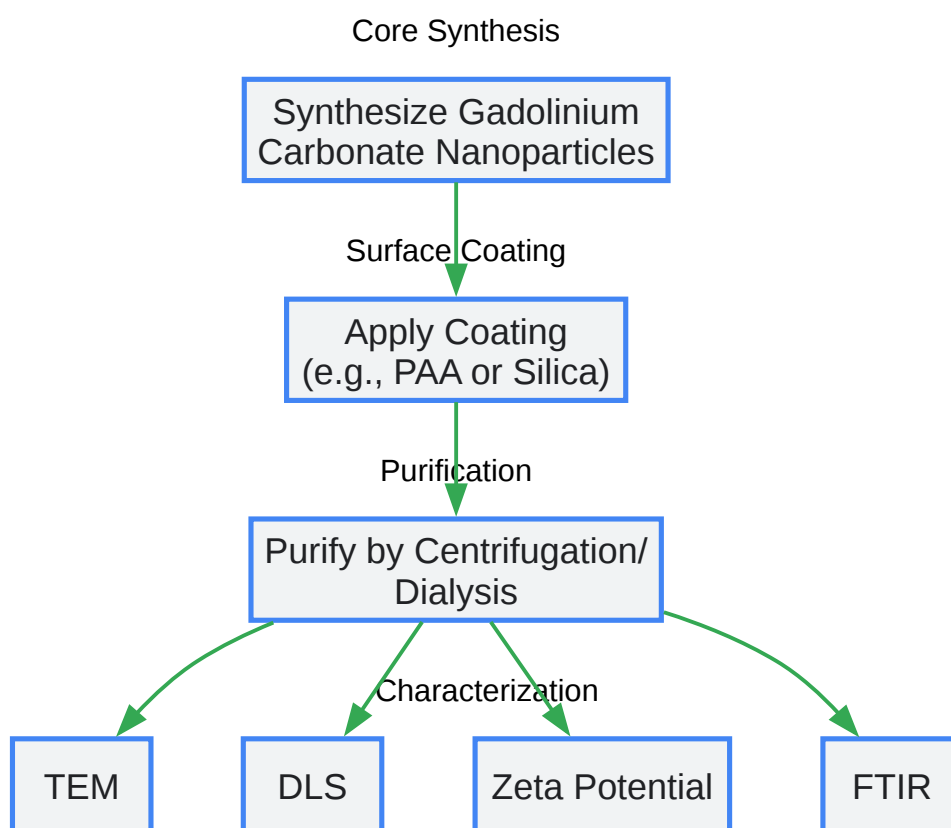 Core Synthesis
Synthesize Gadolinium
Carbonate Nanoparticles
Surface Coating
Apply Coating
(e.g., PAA or Silica)
Purification
Purify by Centrifugation/
Dialysis
Characterization
TEM
DLS
Zeta Potential
FTIR